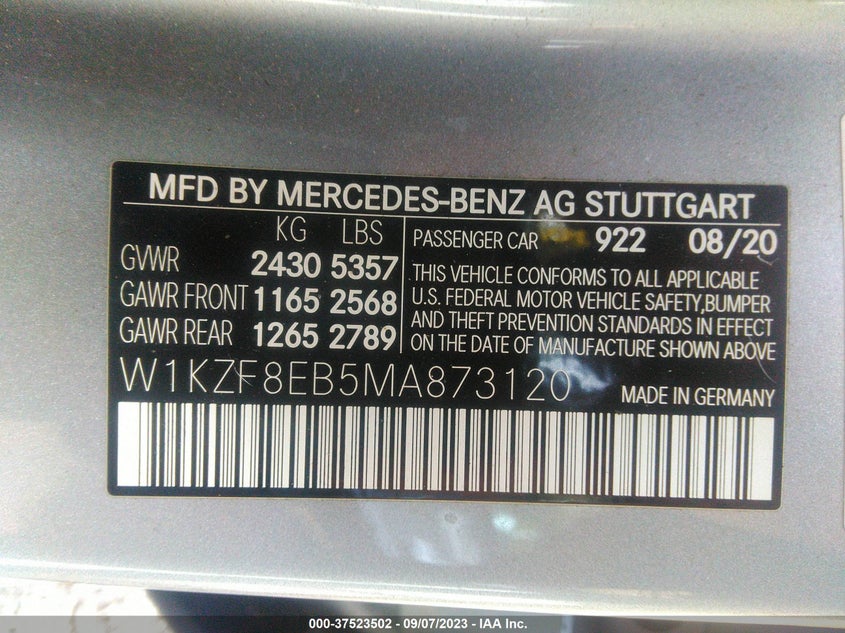 MFD BY MERCEDES-BENZ AG STUTTGART
KG LBS
GVWR 2430 5357
GAWR FRONT 1165 2568
GAWR REAR 1265 2789
PASSENGER CAR 922 08/20
THIS VEHICLE CONFORMS TO ALL APPLICABLE
U.S. FEDERAL MOTOR VEHICLE SAFETY,BUMPER
AND THEFT PREVENTION STANDARDS IN EFFECT
ON THE DATE OF MANUFACTURE SHOWN ABOVE
W1KZF8EB5MA873120
MADE IN GERMANY
000-37523502 - 09/07/2023 - IAA Inc.